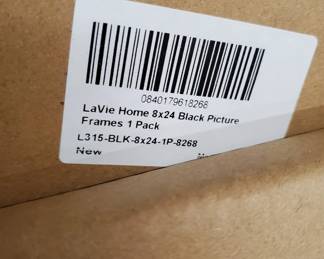 0840179618268
LaVie Home 8x24 Black Picture
Frames 1 Pack
L315-BLK-8x24-1P-8268
New